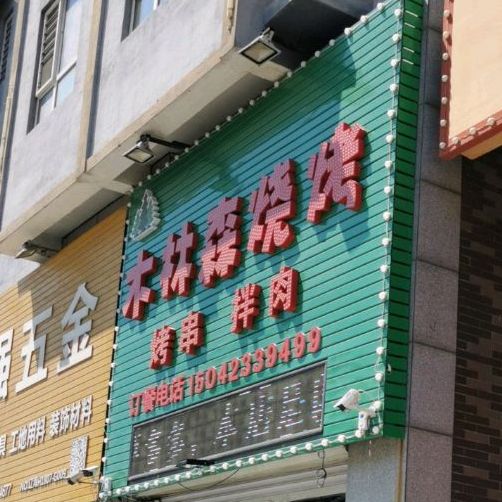 木林森烧烤
烤串 拌肉
订餐电话15042339499
五金
工地用料 装饰材料